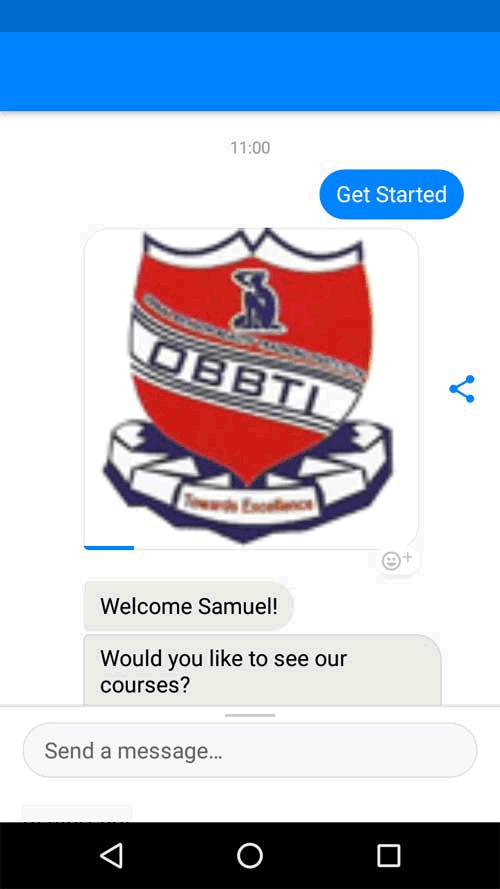 11:00
Get Started
OBBTI
Towards Excellence
Welcome Samuel!
Would you like to see our
courses?
Send a message…